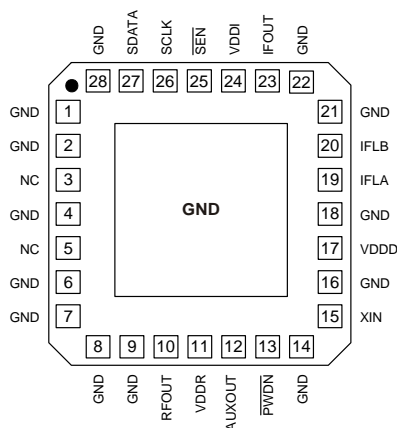 GND SDATA SCLK SEN VDDI IFOUT GND
28 27 26 25 24 23 22
GND 1 21 GND
GND 2 20 IFLB
NC 3 19 IFLA
GND 4 GND 18 GND
NC 5 17 VDDD
GND 6 16 GND
GND 7 15 XIN
8 9 10 11 12 13 14
GND GND RFOUT VDDR AUXOUT PWDN GND